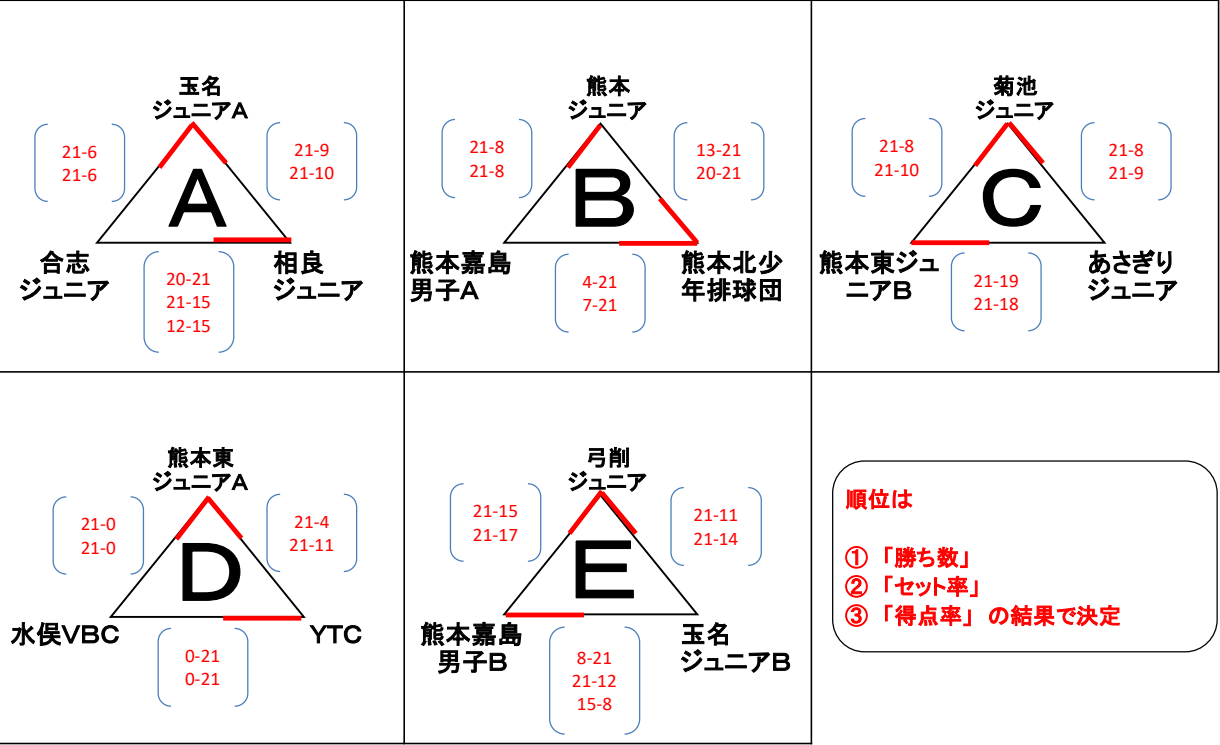 玉名
ジュニアA
21-6
21-6
21-9
21-10
A
合志
ジュニア
相良
ジュニア
20-21
21-15
12-15
熊本
ジュニア
21-8
21-8
13-21
20-21
B
熊本嘉島
男子A
熊本北少
年排球団
4-21
7-21
菊池
ジュニア
21-8
21-10
21-8
21-9
C
熊本東ジュ
ニアB
あさぎり
ジュニア
21-19
21-18
熊本東
ジュニアA
21-0
21-0
21-4
21-11
D
水俣VBC
YTC
0-21
0-21
弓削
ジュニア
21-15
21-17
21-11
21-14
E
熊本嘉島
男子B
玉名
ジュニアB
8-21
21-12
15-8
順位は
① 「勝ち数」
② 「セット率」
③ 「得点率」 の結果で決定